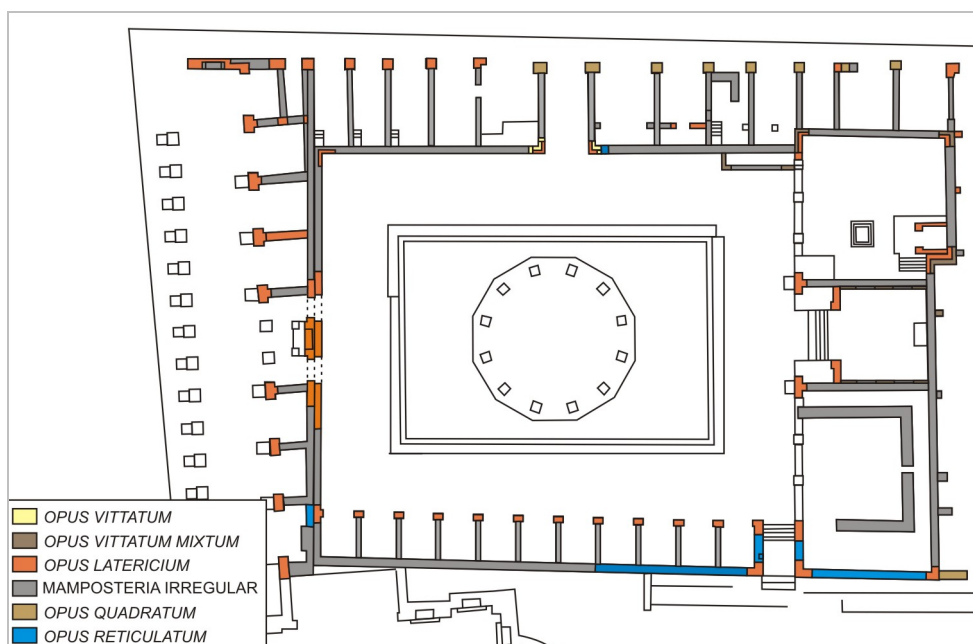 OPUS VITTATUM
OPUS VITTATUM MIXTUM
OPUS LATERICIUM
MAMPOSTERIA IRREGULAR
OPUS QUADRATUM
OPUS RETICULATUM